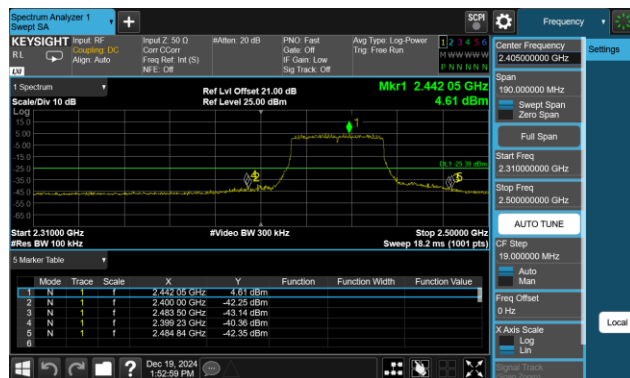 Spectrum Analyzer 1
Swept SA
+
SCPI
Frequency
KEYSIGHT
RL
LM
Input: RF
Coupling: DC
Align: Auto
Input Z: 50 Ω
Corr CCorr
Freq Ref: Int (S)
NFE: Off
#Atten: 20 dB
PNO: Fast
Gate: Off
IF Gain: Low
Sig Track: Off
Avg Type: Log-Power
Trig: Free Run
1 2 3 4 5 6
M W W W W W
P N N N N N
1 Spectrum
Scale/Div 10 dB
Log
Ref Lvl Offset 21.00 dB
Ref Level 25.00 dBm
Mkr1 2.442 05 GHz
4.61 dBm
15.0
5.00
-5.00
-15.0
-25.0
-35.0
-45.0
-55.0
-65.0
1
DL1 -25.39 dBm
Start 2.31000 GHz
#Res BW 100 kHz
#Video BW 300 kHz
Stop 2.50000 GHz
Sweep 18.2 ms (1001 pts)
5 Marker Table
Mode Trace Scale X Y Function Function Width Function Value
1 N 1 f 2.442 05 GHz 4.61 dBm
2 N 1 f 2.400 00 GHz -42.25 dBm
3 N 1 f 2.483 50 GHz -43.14 dBm
4 N 1 f 2.399 23 GHz -40.36 dBm
5 N 1 f 2.484 84 GHz -42.35 dBm
6
Dec 19, 2024
1:52:59 PM
?
Center Frequency
2.405000000 GHz
Settings
Span
190.000000 MHz
Swept Span
Zero Span
Full Span
Start Freq
2.310000000 GHz
Stop Freq
2.500000000 GHz
AUTO TUNE
CF Step
19.000000 MHz
Auto
Man
Freq Offset
0 Hz
Local
X Axis Scale
Log
Lin
Signal Track
(Span Zoom)